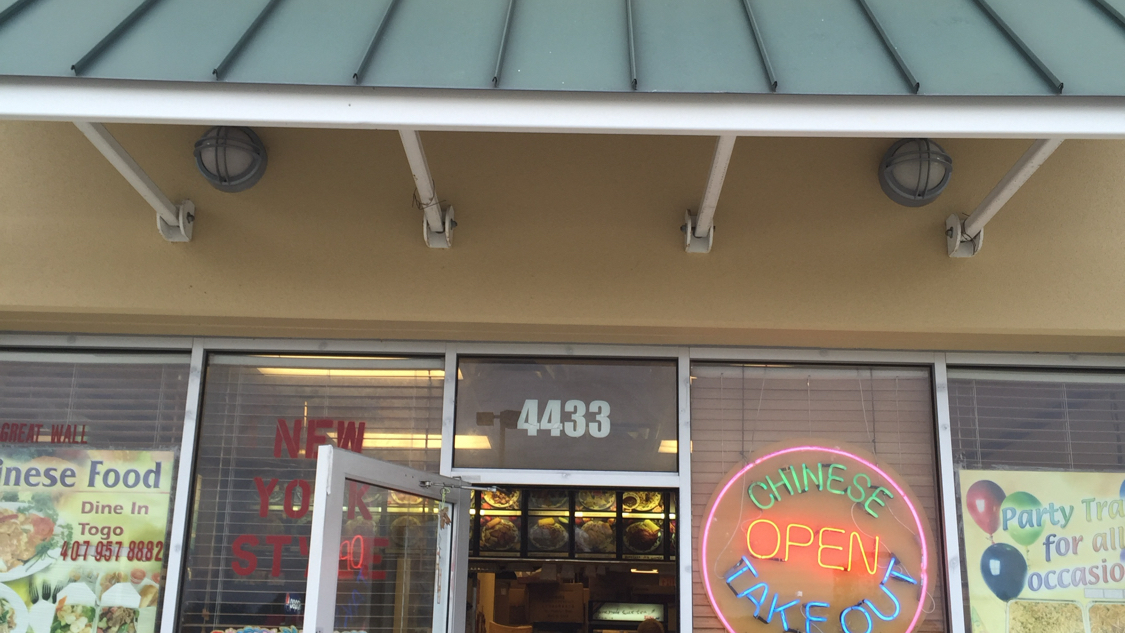 GREAT WALL
inese Food
Dine In
Togo
407 957 8882
NEW
YORK
STYLE
4433
CHINESE
OPEN
TAKE OUT
Party Tra
for all
occasio